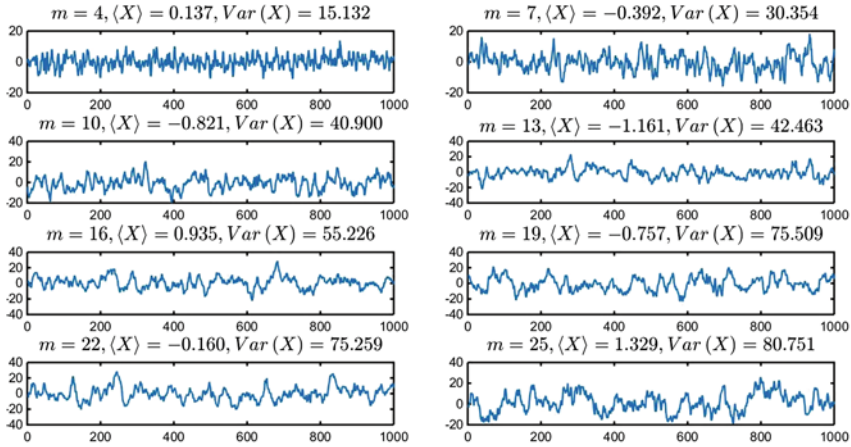 m = 4, ⟨X⟩ = 0.137, Var (X) = 15.132
20
0
-20
0 200 400 600 800 1000
m = 7, ⟨X⟩ = −0.392, Var (X) = 30.354
20
0
-20
0 200 400 600 800 1000
m = 10, ⟨X⟩ = −0.821, Var (X) = 40.900
40
20
0
-20
0 200 400 600 800 1000
m = 13, ⟨X⟩ = −1.161, Var (X) = 42.463
40
20
0
-20
-40
0 200 400 600 800 1000
m = 16, ⟨X⟩ = 0.935, Var (X) = 55.226
40
20
0
-20
-40
0 200 400 600 800 1000
m = 19, ⟨X⟩ = −0.757, Var (X) = 75.509
40
20
0
-20
-40
0 200 400 600 800 1000
m = 22, ⟨X⟩ = −0.160, Var (X) = 75.259
40
20
0
-20
-40
0 200 400 600 800 1000
m = 25, ⟨X⟩ = 1.329, Var (X) = 80.751
40
20
0
-20
0 200 400 600 800 1000